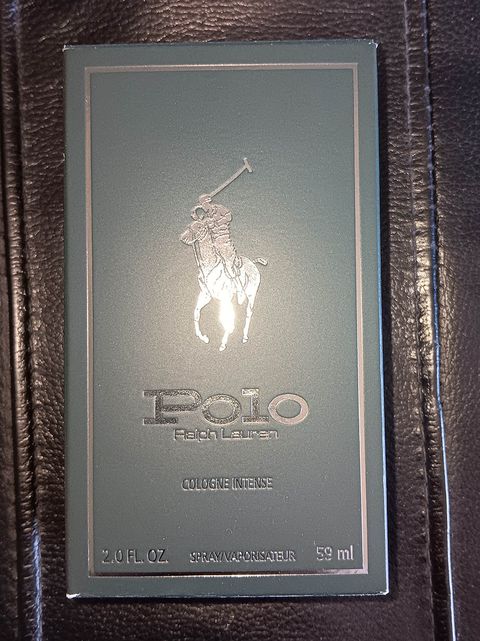 Polo
Ralph Lauren
COLOGNE INTENSE
2.0 FL. OZ. SPRAY/VAPORISATEUR 59 ml